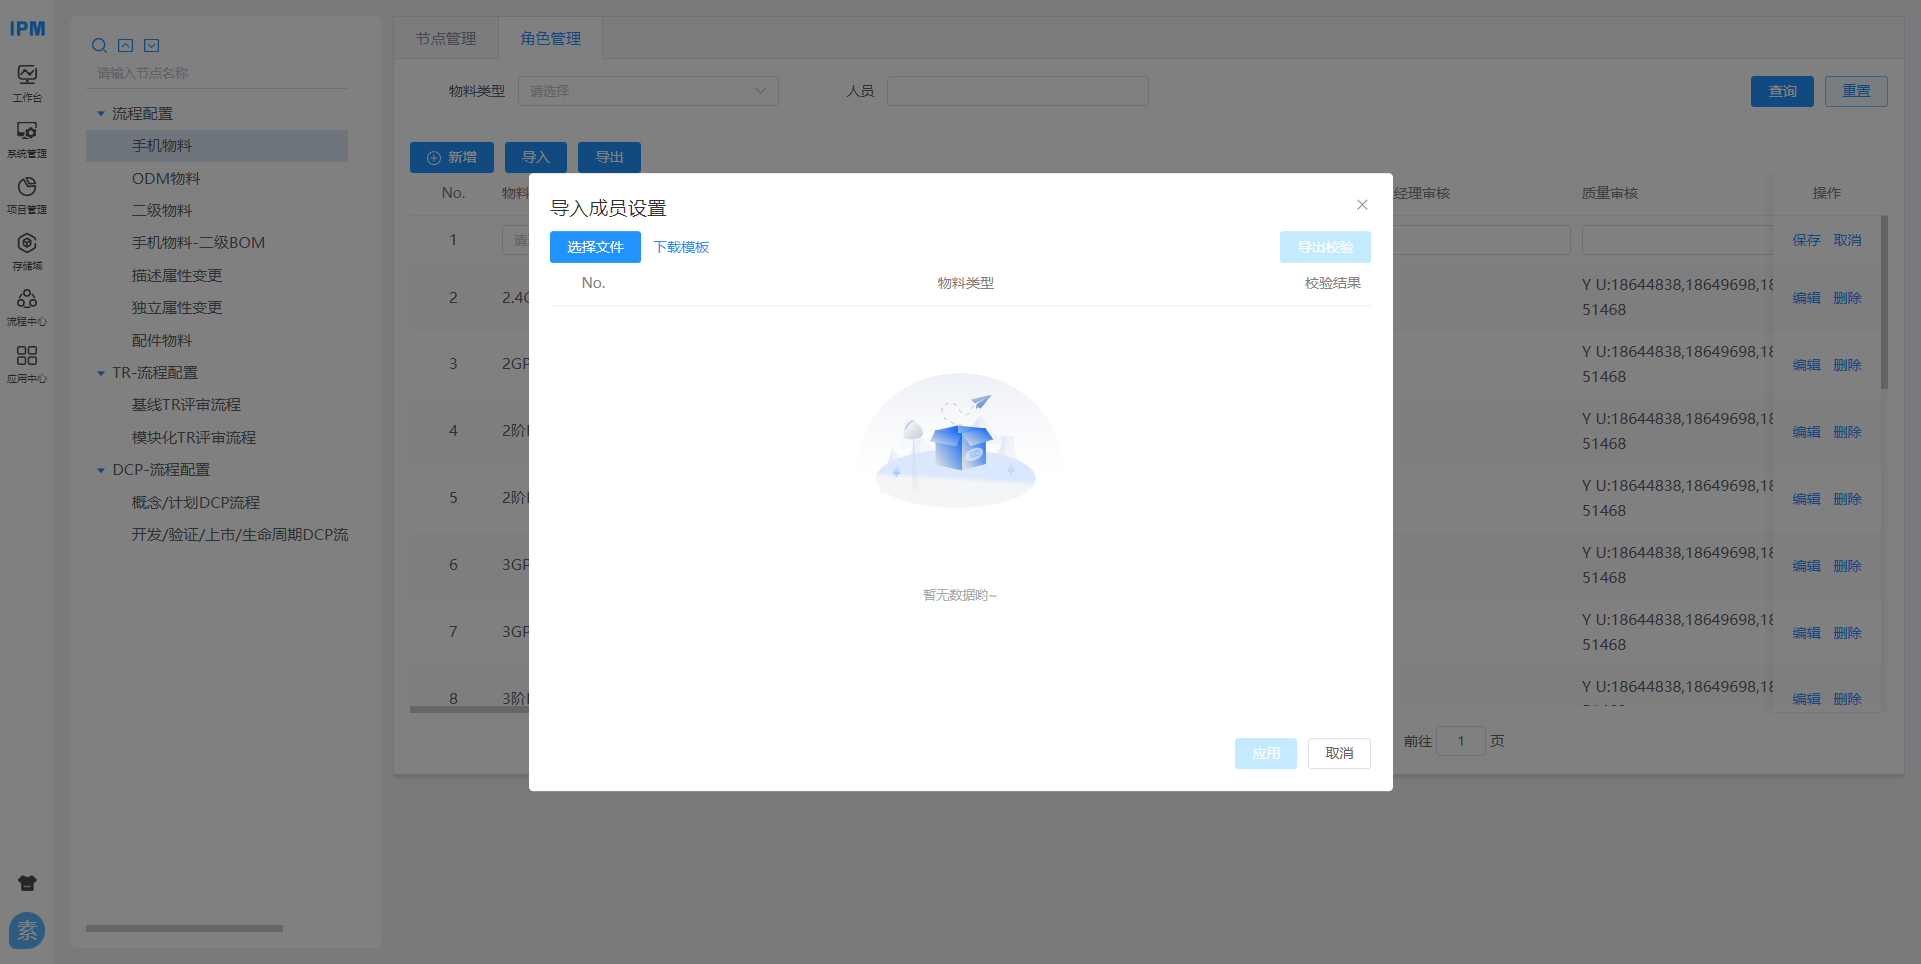 IPM
工作台
系统管理
项目管理
存储域
流程中心
应用中心
素
请输入节点名称
流程配置
手机物料
ODM物料
二级物料
手机物料-二级BOM
描述属性变更
独立属性变更
配件物料
TR-流程配置
基线TR评审流程
模块化TR评审流程
DCP-流程配置
概念/计划DCP流程
开发/验证/上市/生命周期DCP流
节点管理
角色管理
物料类型
请选择
人员
查询
重置
新增
导入
导出
No.
物料
经理审核
质量审核
操作
1
请
保存
取消
2
2.4G
Y U:18644838,18649698,18
51468
编辑
删除
3
2GP
Y U:18644838,18649698,18
51468
编辑
删除
4
2阶
Y U:18644838,18649698,18
51468
编辑
删除
5
2阶
Y U:18644838,18649698,18
51468
编辑
删除
6
3GP
Y U:18644838,18649698,18
51468
编辑
删除
7
3GP
Y U:18644838,18649698,18
51468
编辑
删除
8
3阶
Y U:18644838,18649698,18
编辑
删除
前往
1
页
导入成员设置
选择文件
下载模板
导出校验
No.
物料类型
校验结果
暂无数据哟~
应用
取消